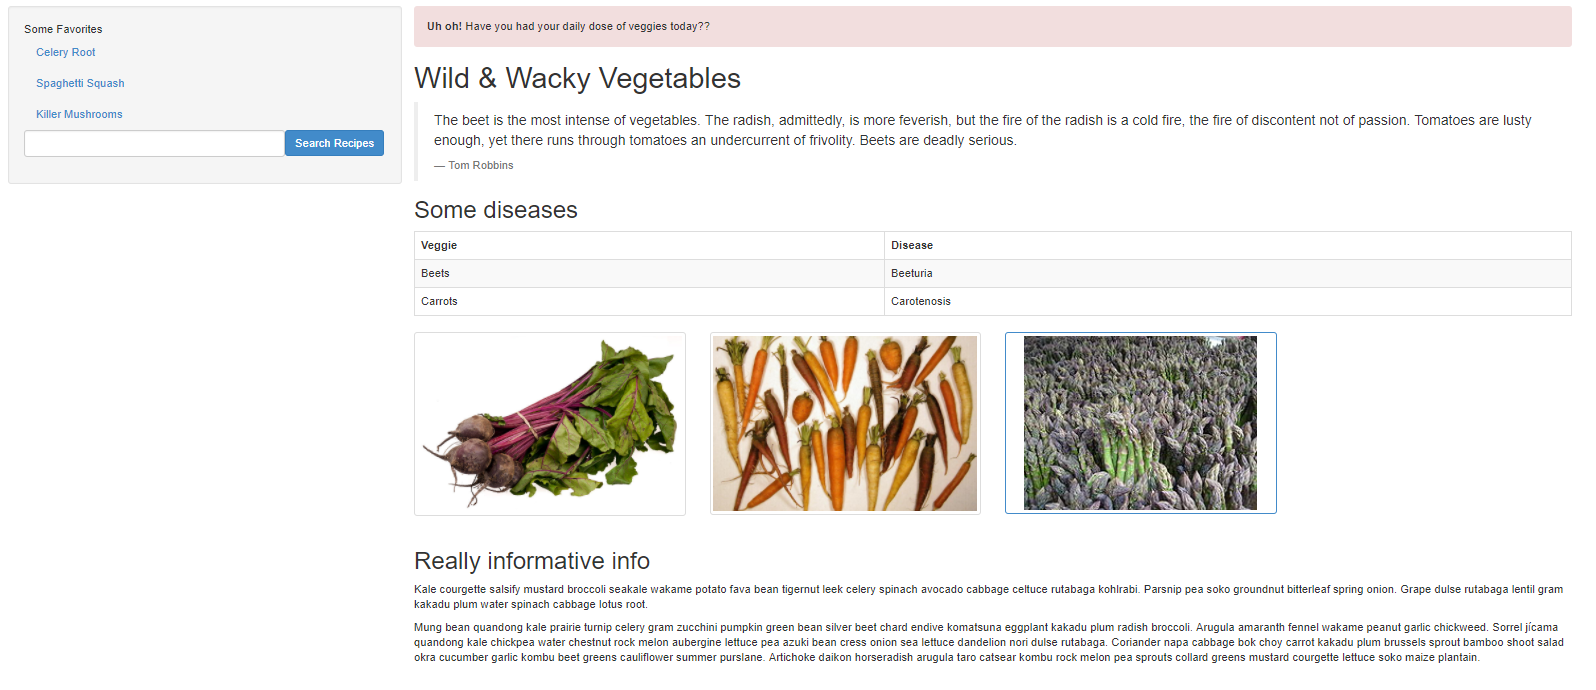 Some Favorites
Celery Root
Spaghetti Squash
Killer Mushrooms
Search Recipes
Uh oh! Have you had your daily dose of veggies today??
Wild & Wacky Vegetables
The beet is the most intense of vegetables. The radish, admittedly, is more feverish, but the fire of the radish is a cold fire, the fire of discontent not of passion. Tomatoes are lusty
enough, yet there runs through tomatoes an undercurrent of frivolity. Beets are deadly serious.
— Tom Robbins
Some diseases
Veggie Disease
Beets Beeturia
Carrots Carotenosis
Really informative info
Kale courgette salsify mustard broccoli seakale wakame potato fava bean tigernut leek celery spinach avocado cabbage celtuce rutabaga kohlrabi. Parsnip pea soko groundnut bitterleaf spring onion. Grape dulse rutabaga lentil gram
kakadu plum water spinach cabbage lotus root.
Mung bean quandong kale prairie turnip celery gram zucchini pumpkin green bean silver beet chard endive komatsuna eggplant kakadu plum radish broccoli. Arugula amaranth fennel wakame peanut garlic chickweed. Sorrel jícama
quandong kale chickpea water chestnut rock melon aubergine lettuce pea azuki bean cress onion sea lettuce dandelion nori dulse rutabaga. Coriander napa cabbage bok choy carrot kakadu plum brussels sprout bamboo shoot salad
okra cucumber garlic kombu beet greens cauliflower summer purslane. Artichoke daikon horseradish arugula taro catsear kombu rock melon pea sprouts collard greens mustard courgette lettuce soko maize plantain.